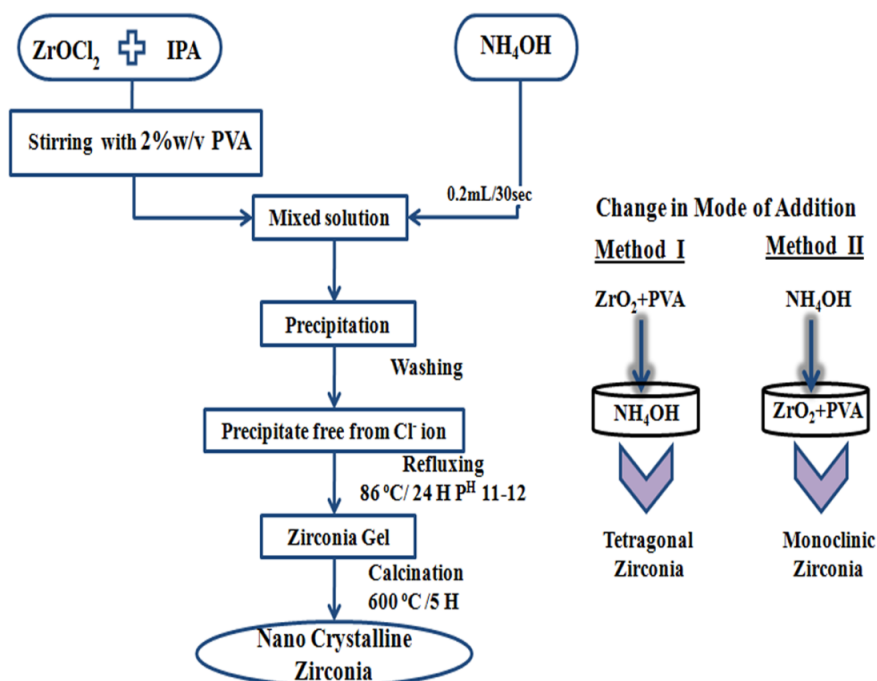 ZrOCl₂ IPA
NH₄OH
Stirring with 2%w/v PVA
0.2mL/30sec
Mixed solution
Precipitation
Washing
Precipitate free from Cl⁻ ion
Refluxing
86 ⁰C/ 24 H Pᴴ 11-12
Zirconia Gel
Calcination
600 ⁰C /5 H
Nano Crystalline
Zirconia
Change in Mode of Addition
Method I
ZrO₂+PVA
NH₄OH
Tetragonal
Zirconia
Method II
NH₄OH
ZrO₂+PVA
Monoclinic
Zirconia